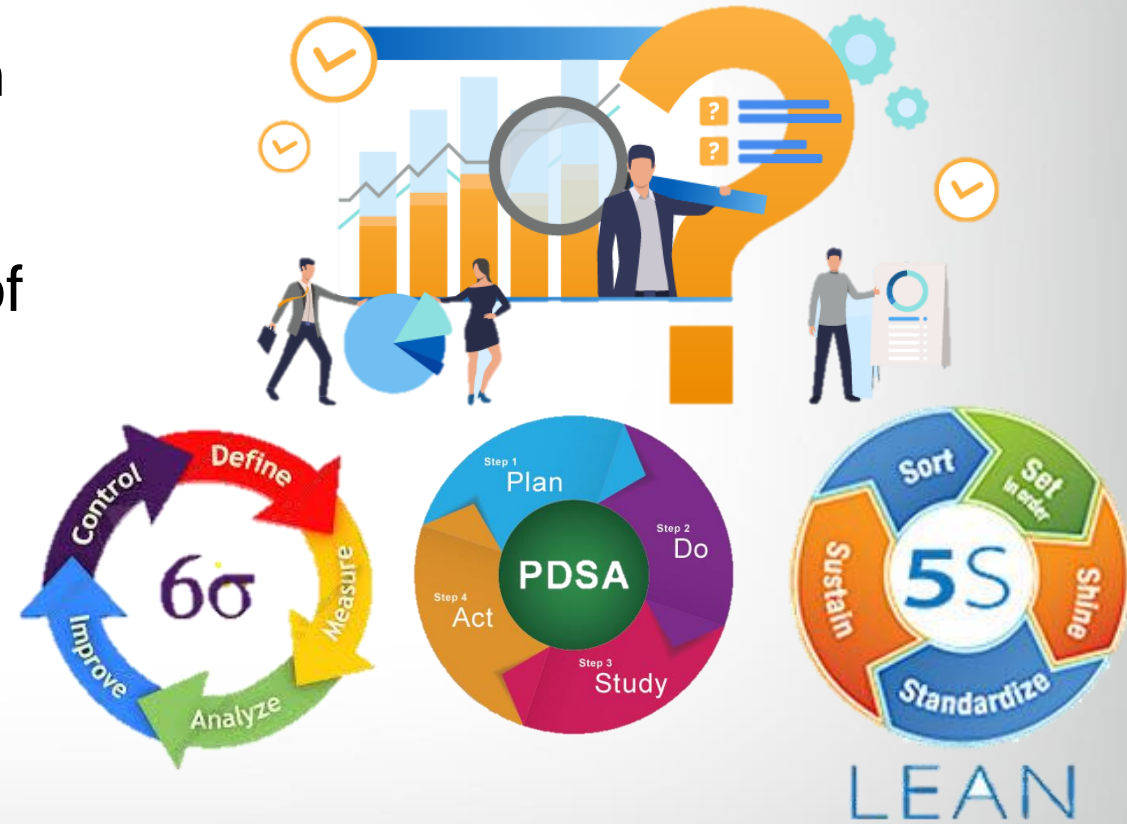 of
?
?
Define
Measure
Analyze
Improve
Control
6σ
Step 1
Plan
Step 2
Do
Step 3
Study
Step 4
Act
PDSA
Sort
Set
in order
Shine
Standardize
Sustain
5S
LEAN